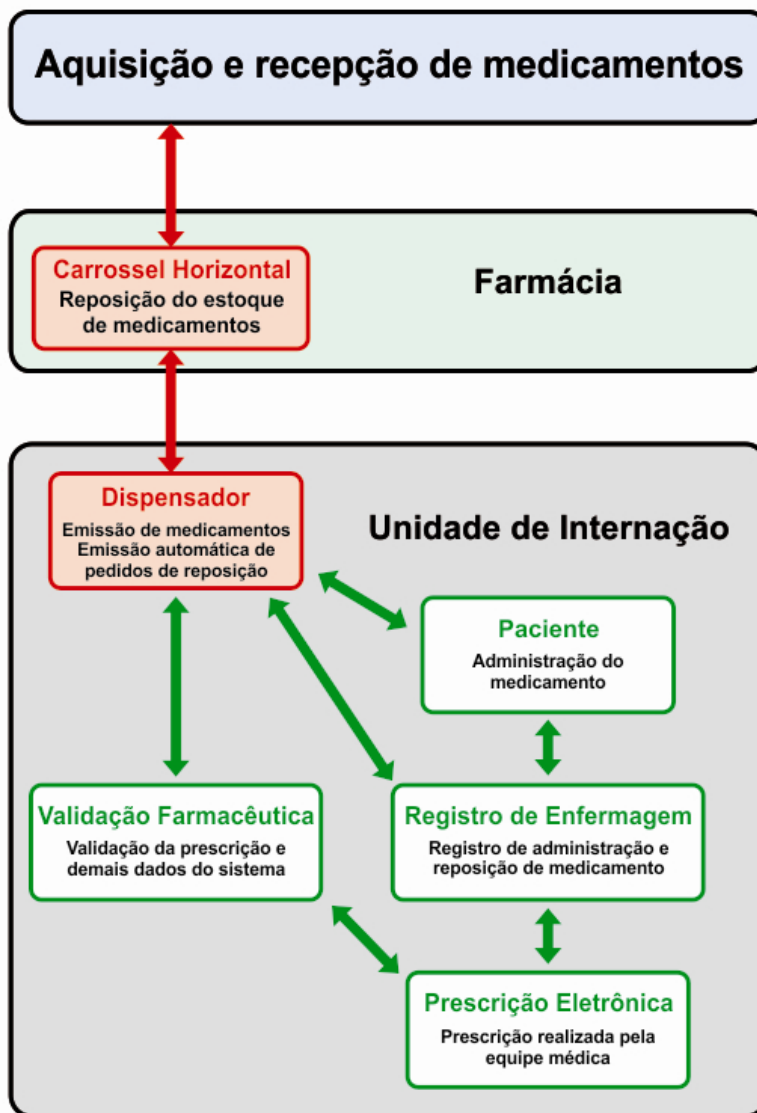 Aquisição e recepção de medicamentos
Carrossel Horizontal
Reposição do estoque
de medicamentos
Farmácia
Dispensador
Emissão de medicamentos
Emissão automática de
pedidos de reposição
Unidade de Internação
Paciente
Administração do
medicamento
Validação Farmacêutica
Validação da prescrição e
demais dados do sistema
Registro de Enfermagem
Registro de administração e
reposição de medicamento
Prescrição Eletrônica
Prescrição realizada pela
equipe médica